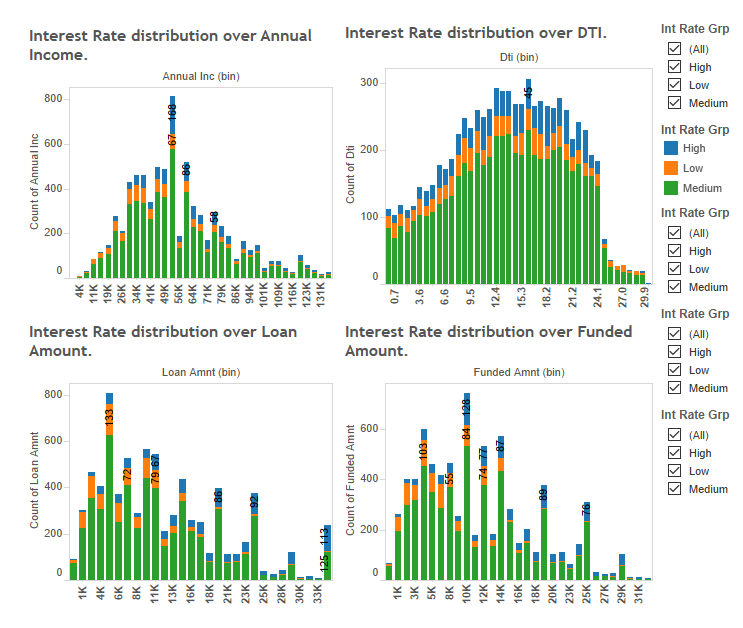 Interest Rate distribution over Annual
Income.
Annual Inc (bin)
Count of Annual Inc
800
600
400
200
0
168
67
86
58
4K 11K 19K 26K 34K 41K 49K 56K 64K 71K 79K 86K 94K 101K 109K 116K 123K 131K
Interest Rate distribution over DTI.
Dti (bin)
Count of Dti
300
200
100
0
45
0.7 3.6 6.6 9.5 12.4 15.3 18.2 21.2 24.1 27.0 29.9
Interest Rate distribution over Loan
Amount.
Loan Amnt (bin)
Count of Loan Amnt
800
600
400
200
0
133
72
67
79
86
92
113
125
1K 4K 6K 8K 11K 13K 16K 18K 21K 23K 25K 28K 30K 33K
Interest Rate distribution over Funded
Amount.
Funded Amnt (bin)
Count of Funded Amnt
600
400
200
0
103
55
128
84
77
74
87
89
76
1K 3K 5K 8K 10K 12K 14K 16K 18K 20K 23K 25K 27K 29K 31K
Int Rate Grp
(All)
High
Low
Medium
Int Rate Grp
High
Low
Medium
Int Rate Grp
(All)
High
Low
Medium
Int Rate Grp
(All)
High
Low
Medium
Int Rate Grp
(All)
High
Low
Medium